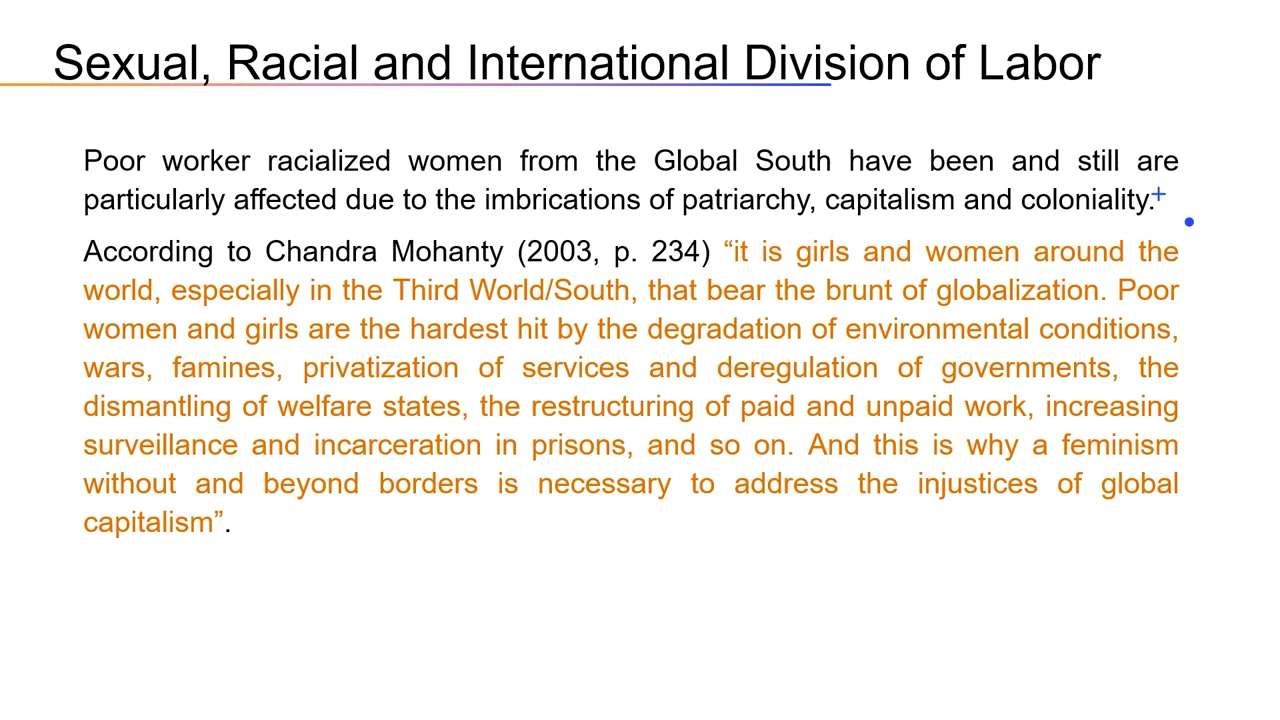 Sexual, Racial and International Division of Labor
Poor worker racialized women from the Global South have been and still are
particularly affected due to the imbrications of patriarchy, capitalism and coloniality.
According to Chandra Mohanty (2003, p. 234) “it is girls and women around the
world, especially in the Third World/South, that bear the brunt of globalization. Poor
women and girls are the hardest hit by the degradation of environmental conditions,
wars, famines, privatization of services and deregulation of governments, the
dismantling of welfare states, the restructuring of paid and unpaid work, increasing
surveillance and incarceration in prisons, and so on. And this is why a feminism
without and beyond borders is necessary to address the injustices of global
capitalism”.